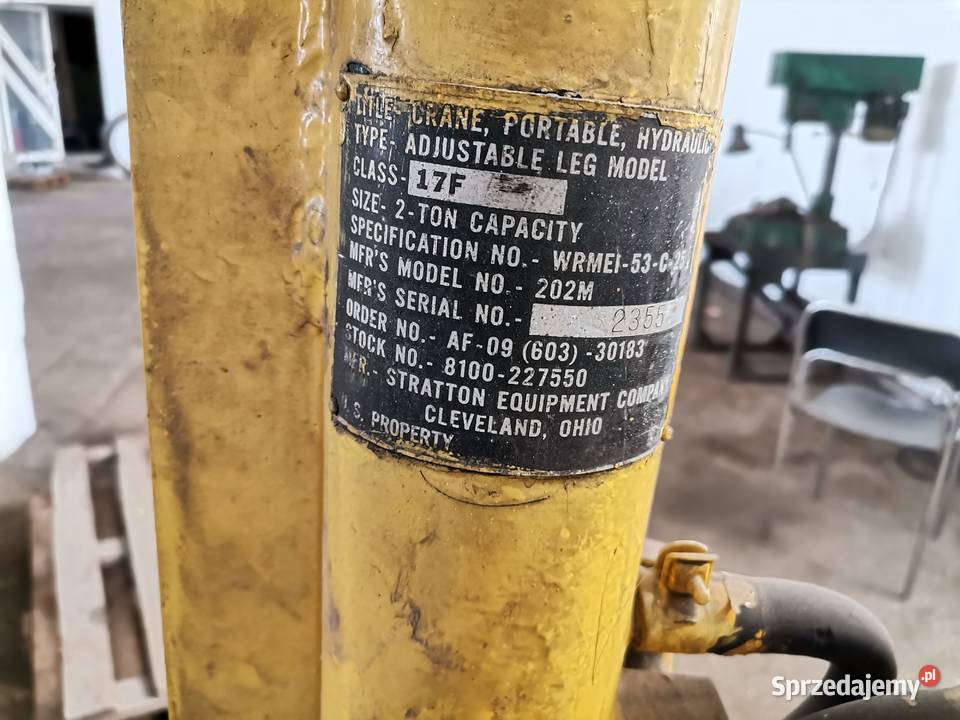 TITLE- CRANE, PORTABLE, HYDRAULIC
TYPE- ADJUSTABLE LEG MODEL
CLASS- 17F
SIZE- 2-TON CAPACITY
SPECIFICATION NO.- WRMEI-53-C-251
MFR'S MODEL NO.- 202M
MFR'S SERIAL NO.- 2355
ORDER NO.- AF-09 (603) -30183
STOCK NO.- 8100-227550
MFR.- STRATTON EQUIPMENT COMPANY
CLEVELAND, OHIO
U.S. PROPERTY
Sprzedajemy.pl